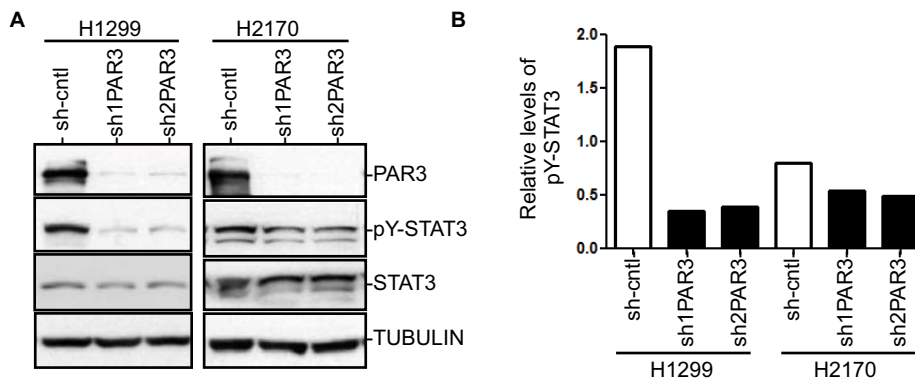 A
H1299
H2170
sh-cntl
sh1PAR3
sh2PAR3
sh-cntl
sh1PAR3
sh2PAR3
PAR3
pY-STAT3
STAT3
TUBULIN
B
Relative levels of
pY-STAT3
2.0
1.5
1.0
0.5
0.0
sh-cntl
sh1PAR3
sh2PAR3
sh-cntl
sh1PAR3
sh2PAR3
H1299
H2170